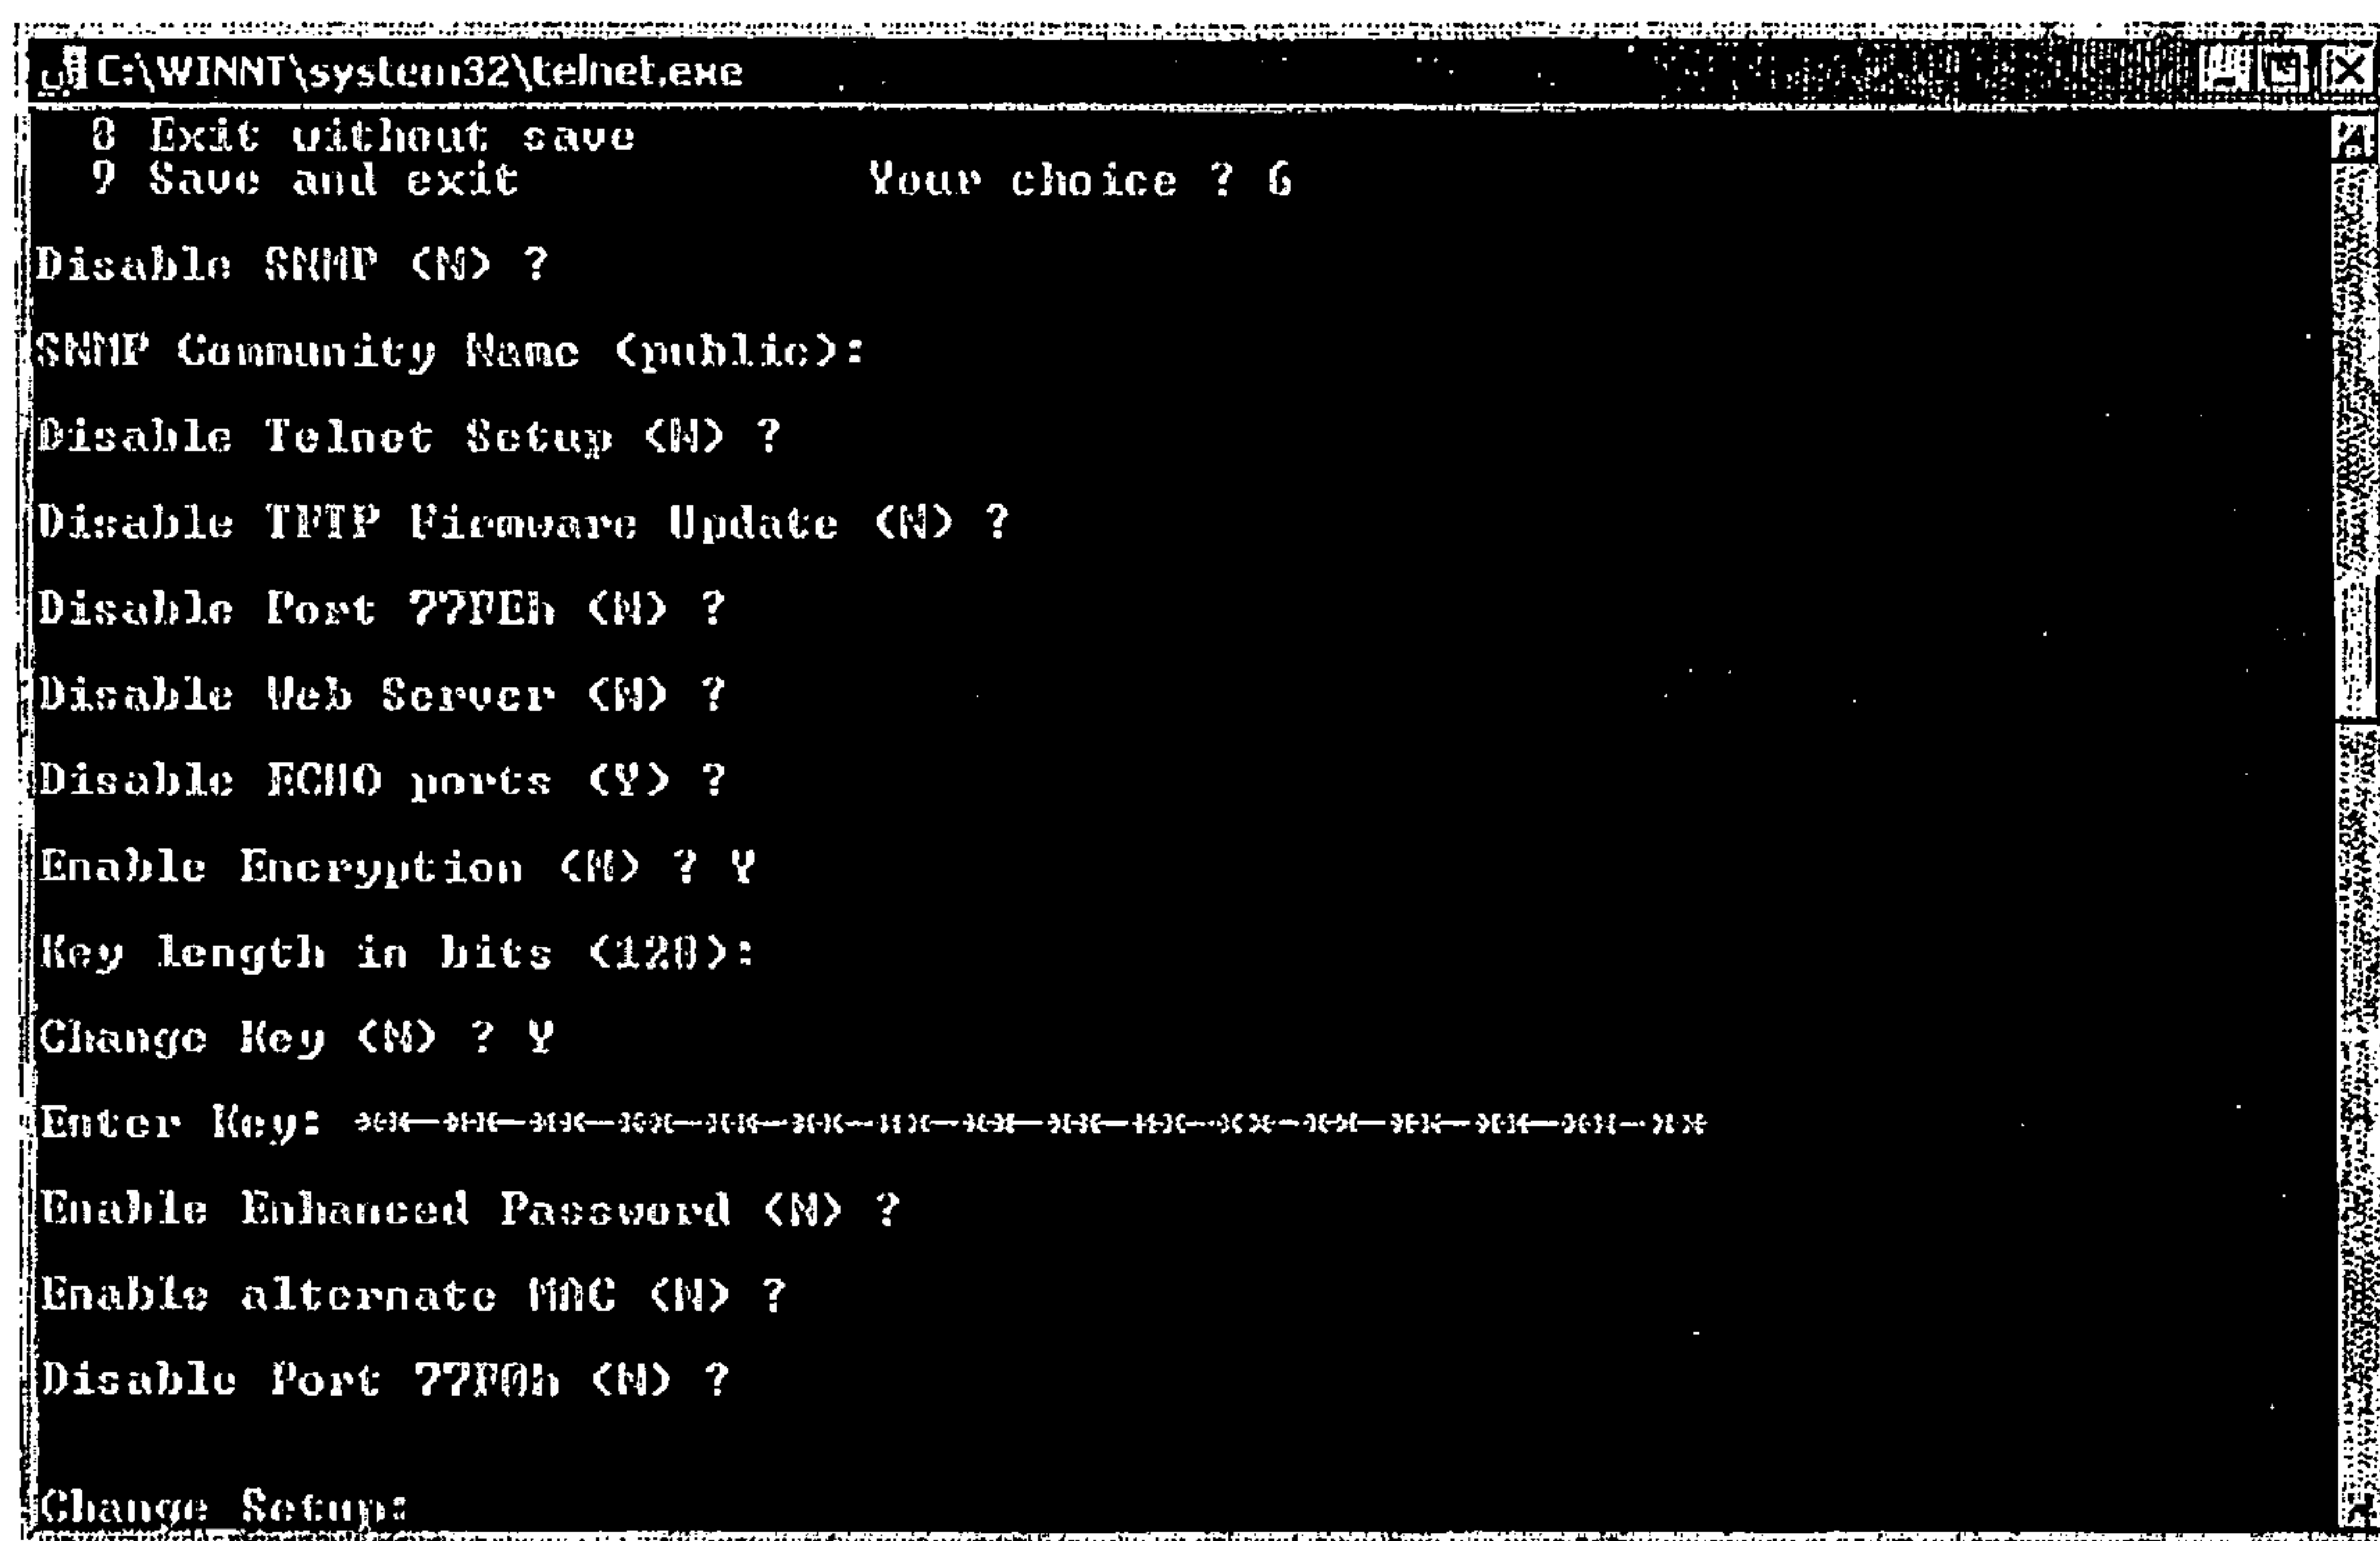 C:\WINNT\system32\telnet.exe
8 Exit without save
9 Save and exit Your choice ? 6
Disable SNMP (N) ?
SNMP Community Name (public):
Disable Telnet Setup (N) ?
Disable TFTP Firmware Update (N) ?
Disable Port 77FEh (N) ?
Disable Web Server (N) ?
Disable ECHO ports (Y) ?
Enable Encryption (N) ? Y
Key length in bits (128):
Change Key (N) ? Y
Enter Key: **-**-**-**-**-**-**-**-**-**-**-**-**-**-**-**
Enable Enhanced Password (N) ?
Enable alternate MAC (N) ?
Disable Port 77F0h (N) ?
Change Setup: